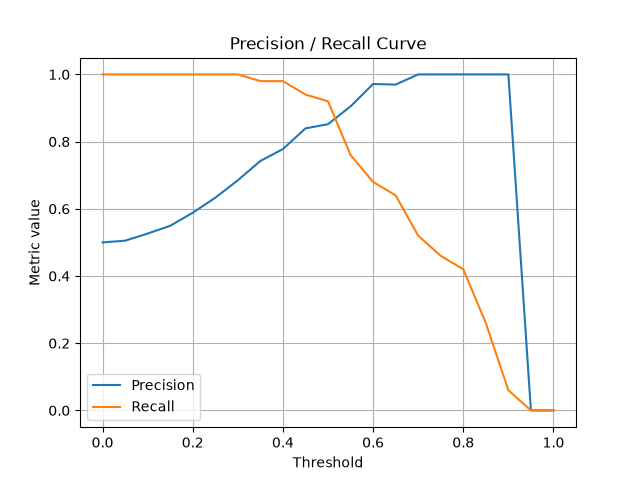 Precision / Recall Curve
Metric value
1.0
0.8
0.6
0.4
0.2
0.0
Precision
Recall
0.0 0.2 0.4 0.6 0.8 1.0
Threshold